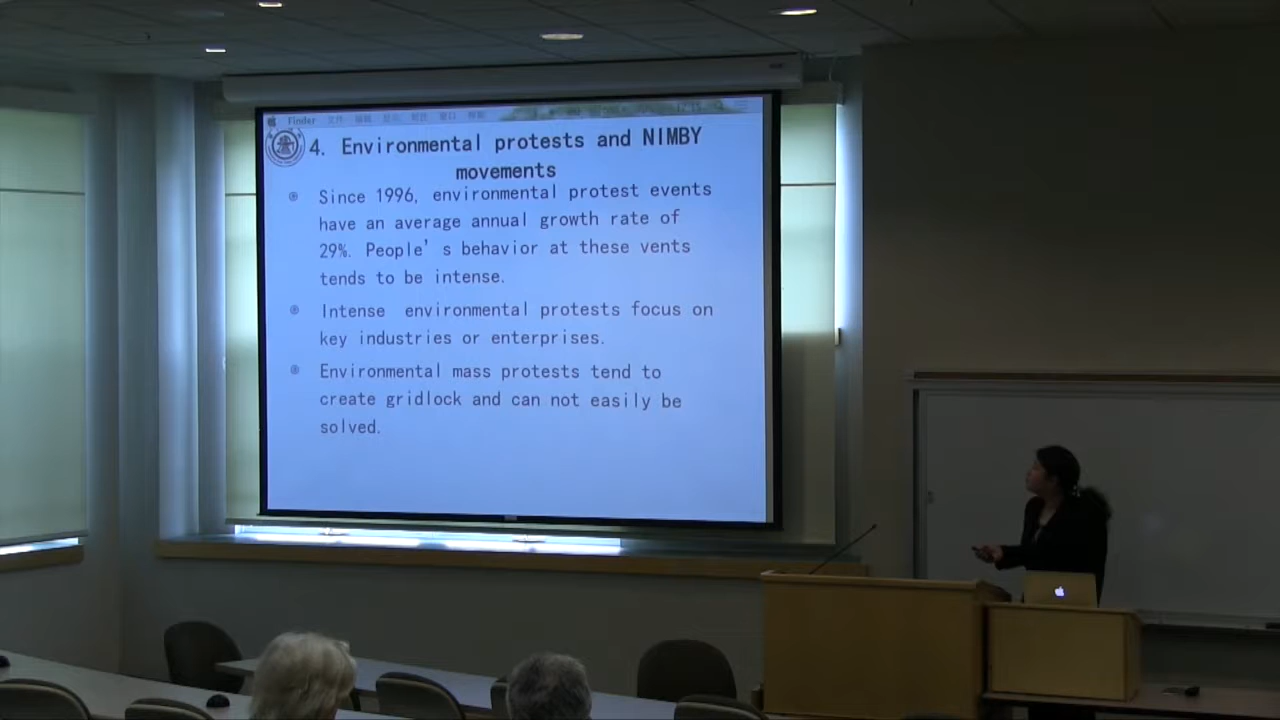 Finder 文件 编辑 显示 前往 窗口 帮助
4. Environmental protests and NIMBY
movements
Since 1996, environmental protest events
have an average annual growth rate of
29%. People's behavior at these vents
tends to be intense.
Intense environmental protests focus on
key industries or enterprises.
Environmental mass protests tend to
create gridlock and can not easily be
solved.